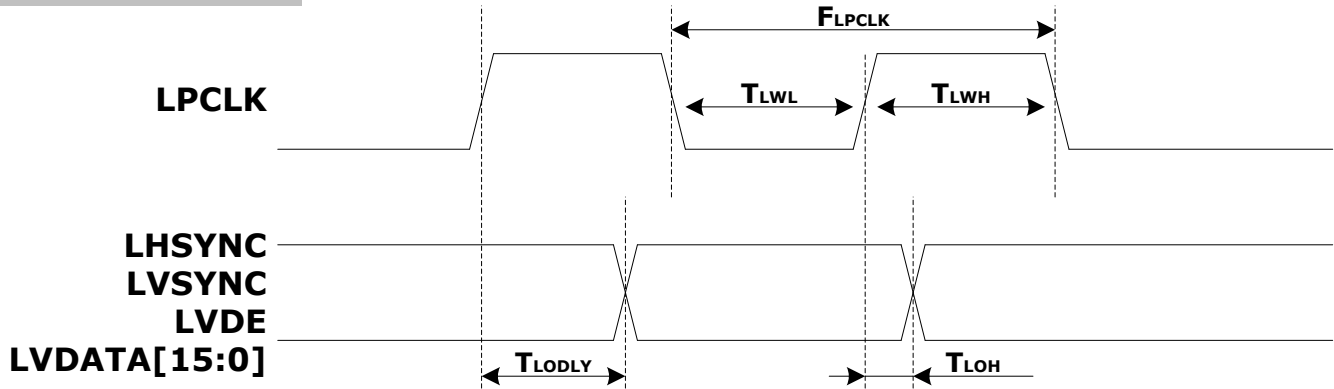 FLPCLK
LPCLK
TLWL
TLWH
LHSYNC
LVSYNC
LVDE
LVDATA[15:0]
TLODLY
TLOH